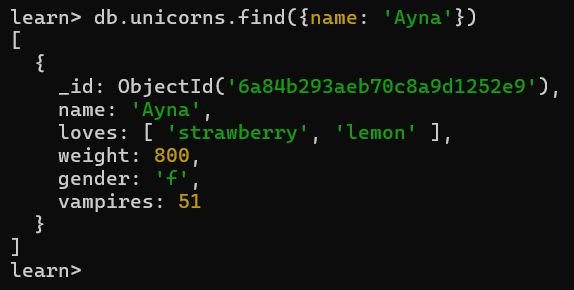 learn> db.unicorns.find({name: 'Ayna'})
[
  {
    _id: ObjectId('6a84b293aeb70c8a9d1252e9'),
    name: 'Ayna',
    loves: [ 'strawberry', 'lemon' ],
    weight: 800,
    gender: 'f',
    vampires: 51
  }
]
learn>